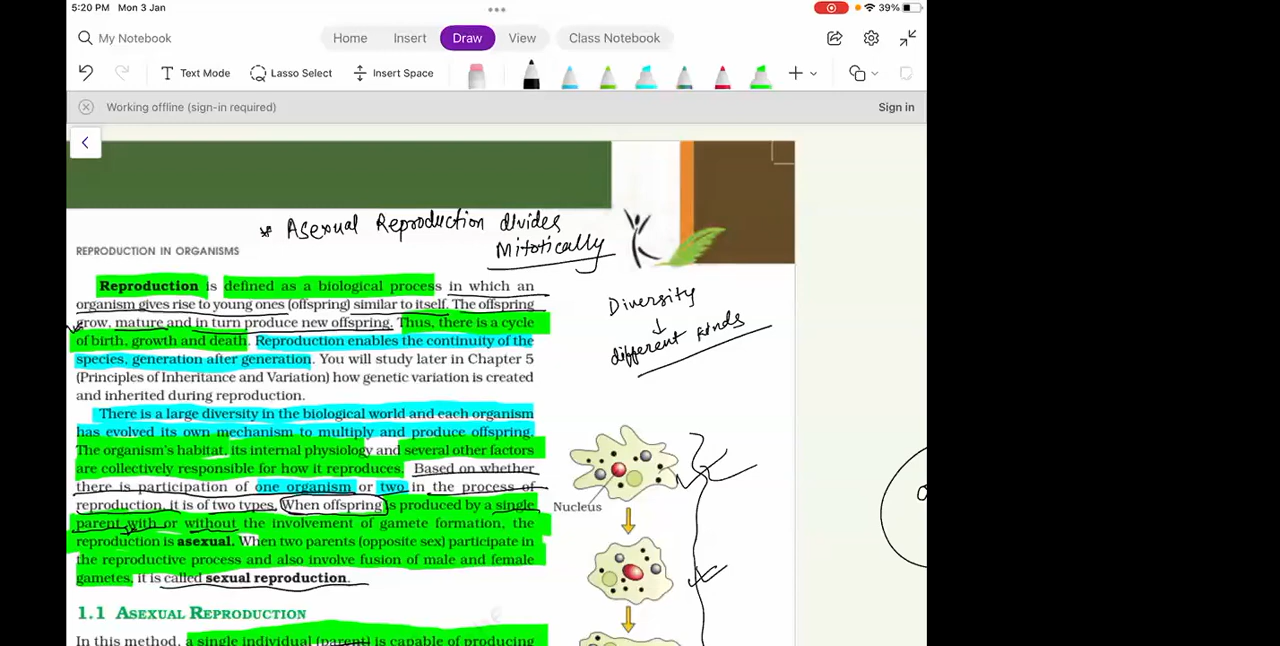 5:20 PM Mon 3 Jan
39%
My Notebook
Home Insert Draw View Class Notebook
Text Mode Lasso Select Insert Space
Working offline (sign-in required)
Sign in
* Asexual Reproduction divides
Mitotically
REPRODUCTION IN ORGANISMS
Reproduction is defined as a biological process in which an
organism gives rise to young ones (offspring) similar to itself. The offspring
grow, mature and in turn produce new offspring. Thus, there is a cycle
of birth, growth and death. Reproduction enables the continuity of the
species, generation after generation. You will study later in Chapter 5
(Principles of Inheritance and Variation) how genetic variation is created
and inherited during reproduction.
There is a large diversity in the biological world and each organism
has evolved its own mechanism to multiply and produce offspring.
The organism's habitat, its internal physiology and several other factors
are collectively responsible for how it reproduces. Based on whether
there is participation of one organism or two in the process of
reproduction, it is of two types. When offspring is produced by a single
parent with or without the involvement of gamete formation, the
reproduction is asexual. When two parents (opposite sex) participate in
the reproductive process and also involve fusion of male and female
gametes, it is called sexual reproduction.
1.1 ASEXUAL REPRODUCTION
In this method, a single individual (parent) is capable of producing
Diversity
↓
different kinds
Nucleus